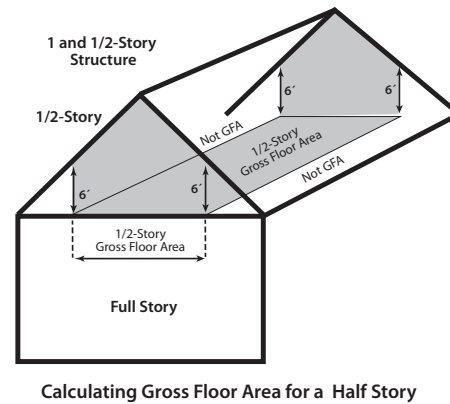 1 and 1/2-Story
Structure
1/2-Story
6´
6´
Not GFA
1/2-Story
Gross Floor Area
Not GFA
6´
6´
1/2-Story
Gross Floor Area
Full Story
Calculating Gross Floor Area for a Half Story